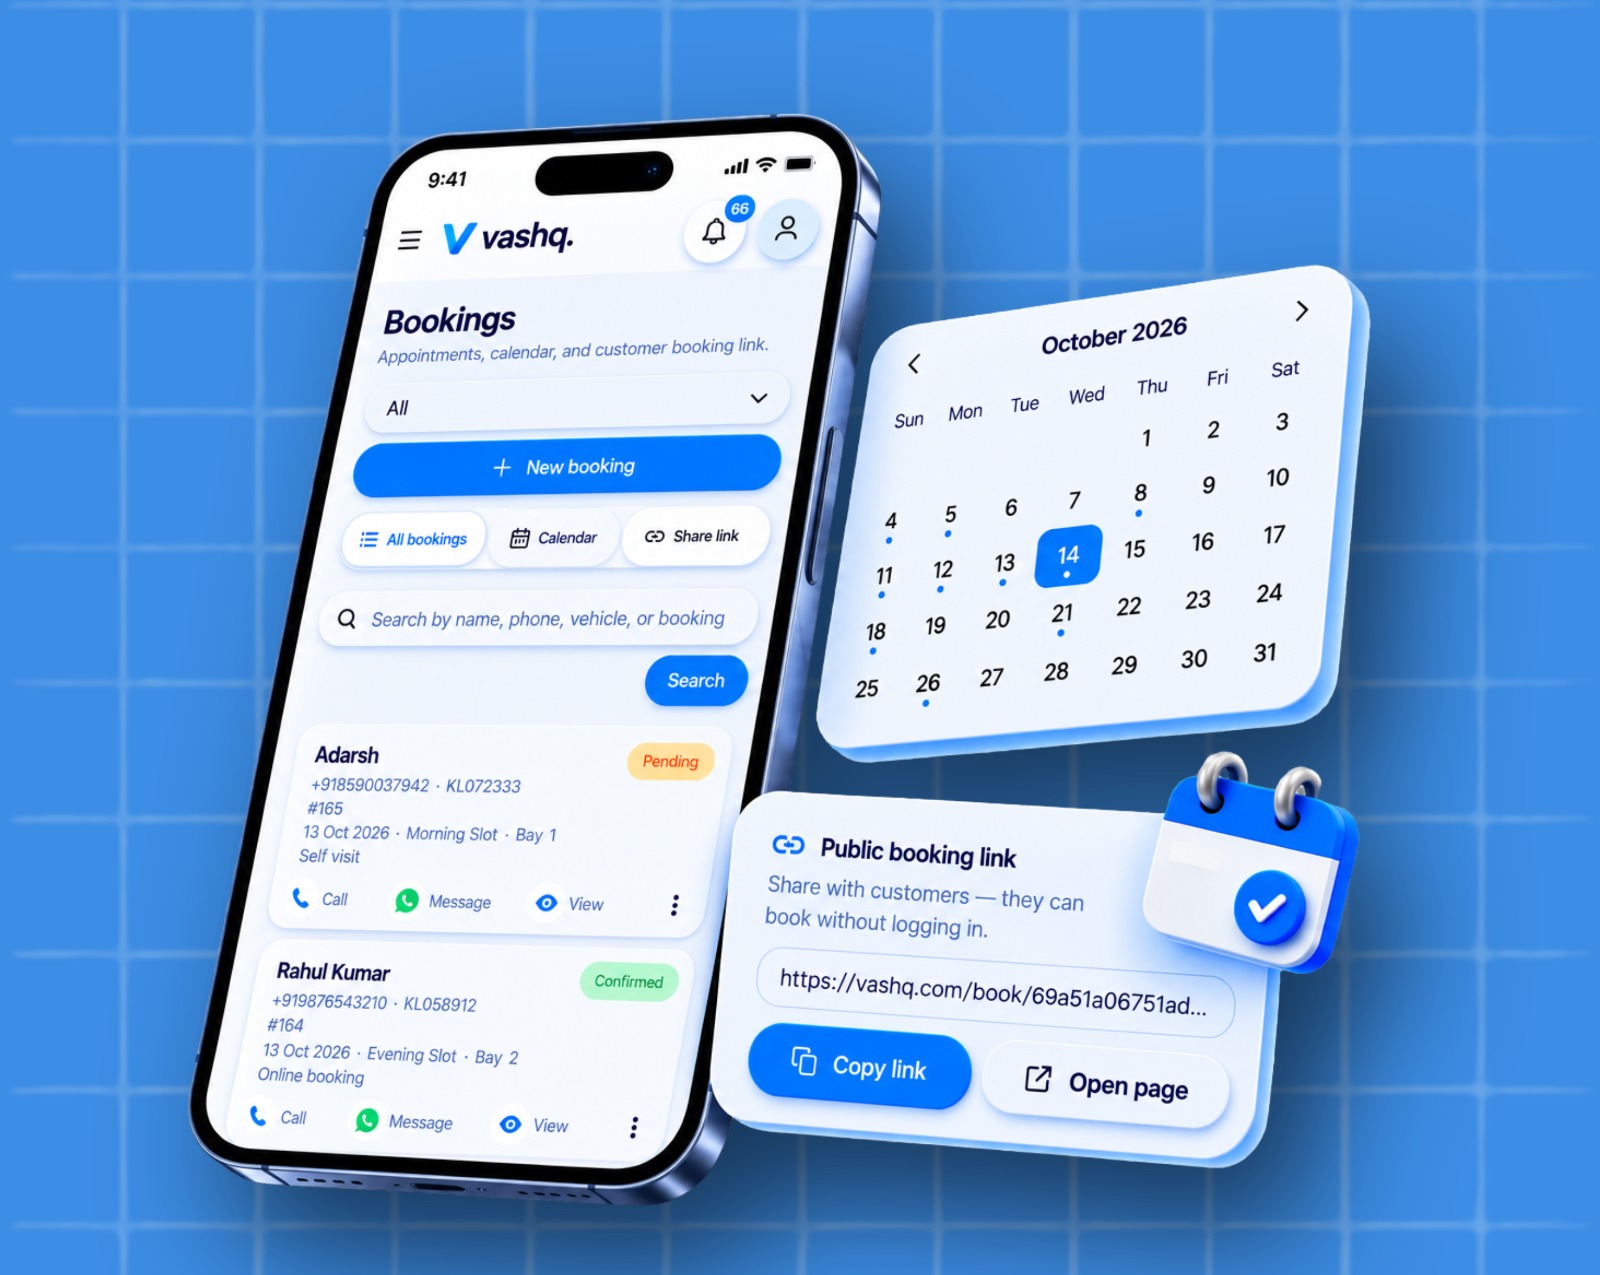 9:41
vashq.
66
Bookings
Appointments, calendar, and customer booking link.
All
New booking
All bookings
Calendar
Share link
Search by name, phone, vehicle, or booking
Search
Adarsh
Pending
+918590037942 · KL072333
#165
13 Oct 2026 · Morning Slot · Bay 1
Self visit
Call
Message
View
Rahul Kumar
Confirmed
+919876543210 · KL058912
#164
13 Oct 2026 · Evening Slot · Bay 2
Online booking
Call
Message
View
October 2026
Sun Mon Tue Wed Thu Fri Sat
1 2 3
4 5 6 7 8 9 10
11 12 13 14 15 16 17
18 19 20 21 22 23 24
25 26 27 28 29 30 31
Public booking link
Share with customers — they can
book without logging in.
https://vashq.com/book/69a51a06751ad...
Copy link
Open page